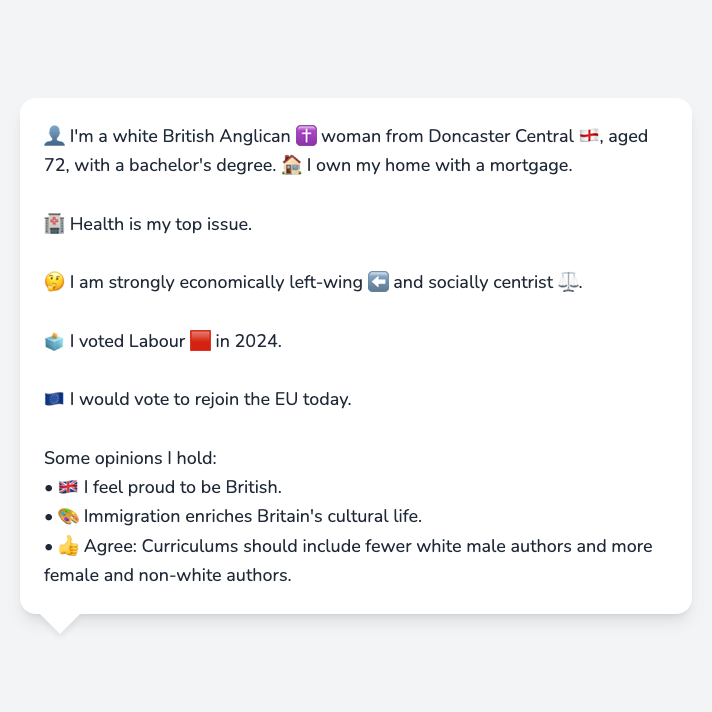 👤 I'm a white British Anglican ✝️ woman from Doncaster Central 🏴󠁧󠁢󠁥󠁮󠁧󠁿, aged
72, with a bachelor's degree. 🏠 I own my home with a mortgage.
🏥 Health is my top issue.
🤔 I am strongly economically left-wing ⬅️ and socially centrist ⚖️.
🗳️ I voted Labour 🟥 in 2024.
🇪🇺 I would vote to rejoin the EU today.
Some opinions I hold:
• 🇬🇧 I feel proud to be British.
• 🎨 Immigration enriches Britain's cultural life.
• 👍 Agree: Curriculums should include fewer white male authors and more
female and non-white authors.